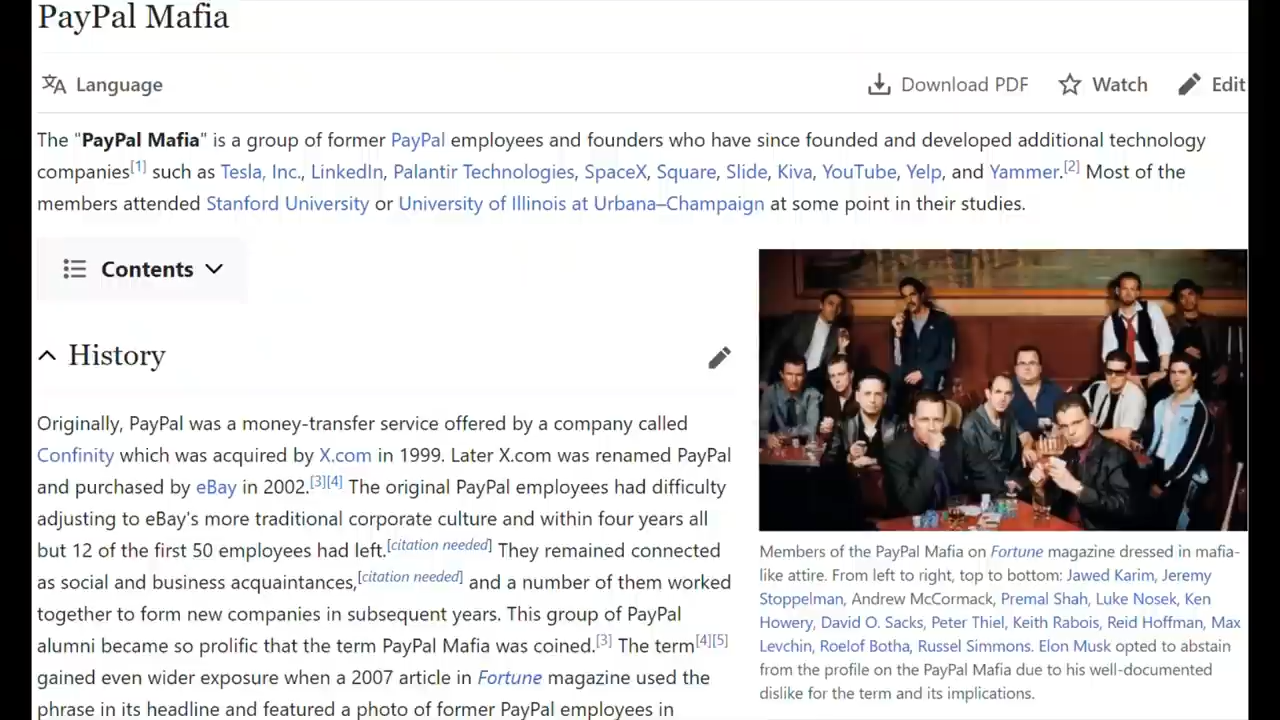 PayPal Mafia
Language
Download PDF
Watch
Edit
The "PayPal Mafia" is a group of former PayPal employees and founders who have since founded and developed additional technology
companies[1] such as Tesla, Inc., LinkedIn, Palantir Technologies, SpaceX, Square, Slide, Kiva, YouTube, Yelp, and Yammer.[2] Most of the
members attended Stanford University or University of Illinois at Urbana–Champaign at some point in their studies.
Contents
History
Originally, PayPal was a money-transfer service offered by a company called
Confinity which was acquired by X.com in 1999. Later X.com was renamed PayPal
and purchased by eBay in 2002.[3][4] The original PayPal employees had difficulty
adjusting to eBay's more traditional corporate culture and within four years all
but 12 of the first 50 employees had left.[citation needed] They remained connected
as social and business acquaintances,[citation needed] and a number of them worked
together to form new companies in subsequent years. This group of PayPal
alumni became so prolific that the term PayPal Mafia was coined.[3] The term[4][5]
gained even wider exposure when a 2007 article in Fortune magazine used the
phrase in its headline and featured a photo of former PayPal employees in
Members of the PayPal Mafia on Fortune magazine dressed in mafia-
like attire. From left to right, top to bottom: Jawed Karim, Jeremy
Stoppelman, Andrew McCormack, Premal Shah, Luke Nosek, Ken
Howery, David O. Sacks, Peter Thiel, Keith Rabois, Reid Hoffman, Max
Levchin, Roelof Botha, Russel Simmons. Elon Musk opted to abstain
from the profile on the PayPal Mafia due to his well-documented
dislike for the term and its implications.